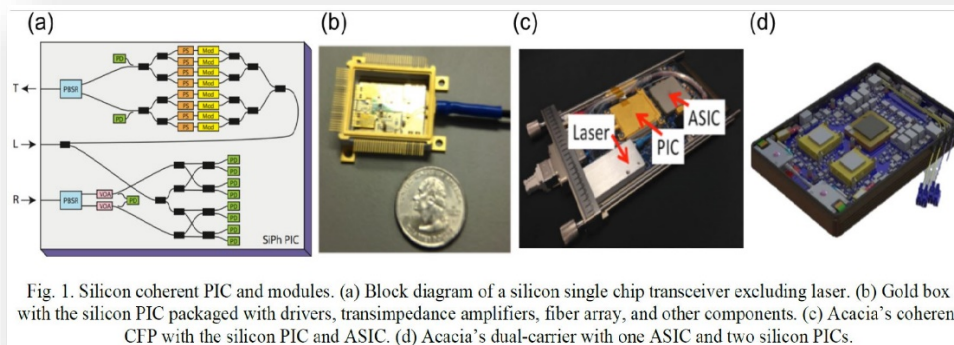 (a)
(b)
(c)
(d)
PD
PS Mod
PS Mod
PS Mod
PS Mod
PS Mod
PS Mod
PS Mod
PS Mod
T
PBSR
PD
L
R
PBSR
VOA
VOA
PD
PD
PD
PD
PD
PD
PD
PD
PD
SiPh PIC
Laser
PIC
ASIC
Fig. 1. Silicon coherent PIC and modules. (a) Block diagram of a silicon single chip transceiver excluding laser. (b) Gold box
with the silicon PIC packaged with drivers, transimpedance amplifiers, fiber array, and other components. (c) Acacia's coheren
CFP with the silicon PIC and ASIC. (d) Acacia's dual-carrier with one ASIC and two silicon PICs.